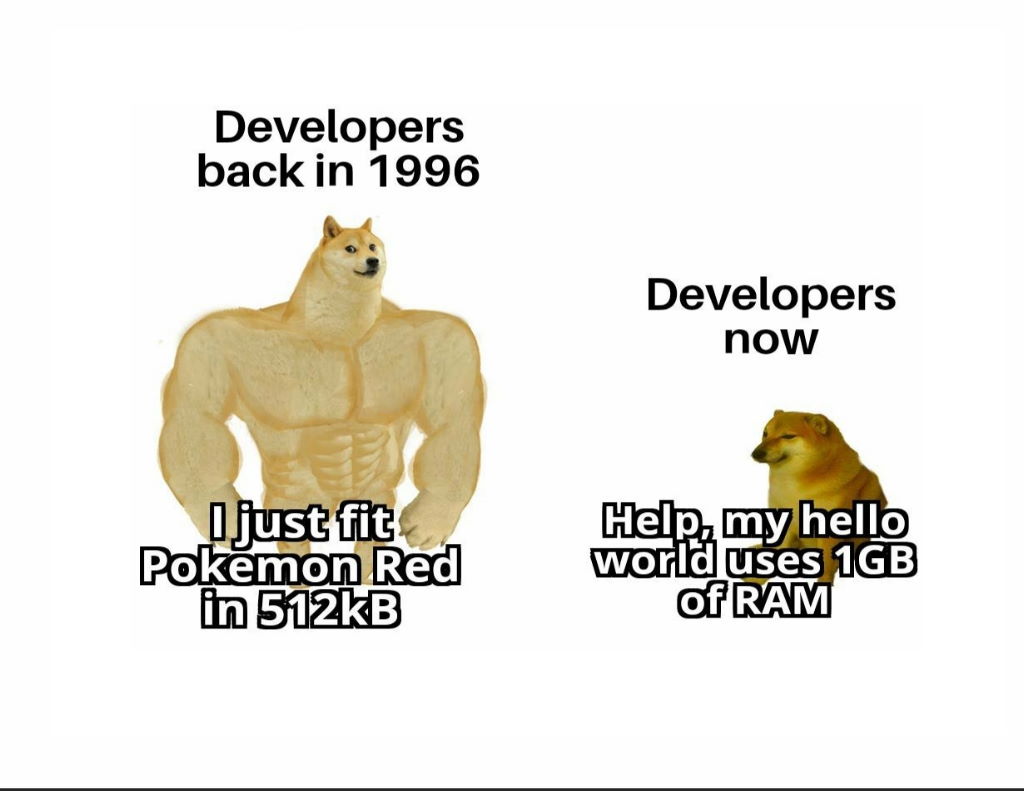 Developers
back in 1996
I just fit
Pokemon Red
in 512kB
Developers
now
Help, my hello
world uses 1GB
of RAM